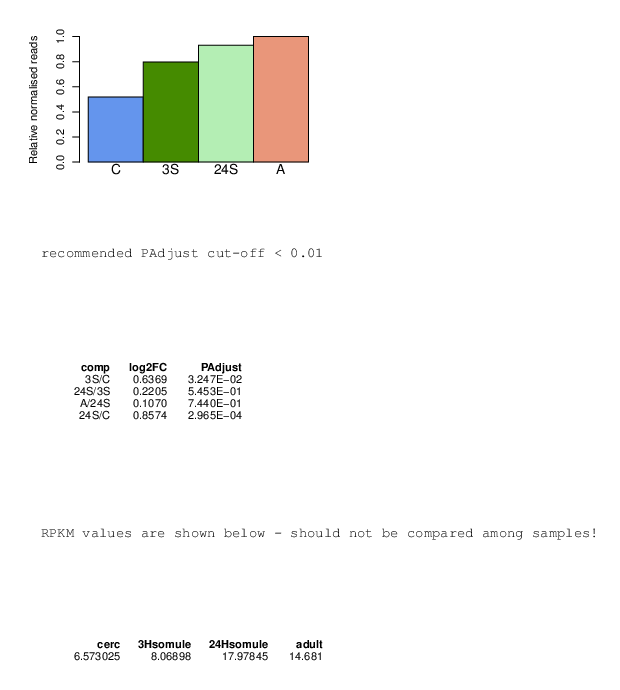 Relative normalised reads
1.0
0.8
0.6
0.4
0.2
0.0
C 3S 24S A
recommended PAdjust cut-off < 0.01
comp log2FC PAdjust
3S/C 0.6369 3.247E−02
24S/3S 0.2205 5.453E−01
A/24S 0.1070 7.440E−01
24S/C 0.8574 2.965E−04
RPKM values are shown below - should not be compared among samples!
cerc 3Hsomule 24Hsomule adult
6.573025 8.06898 17.97845 14.681